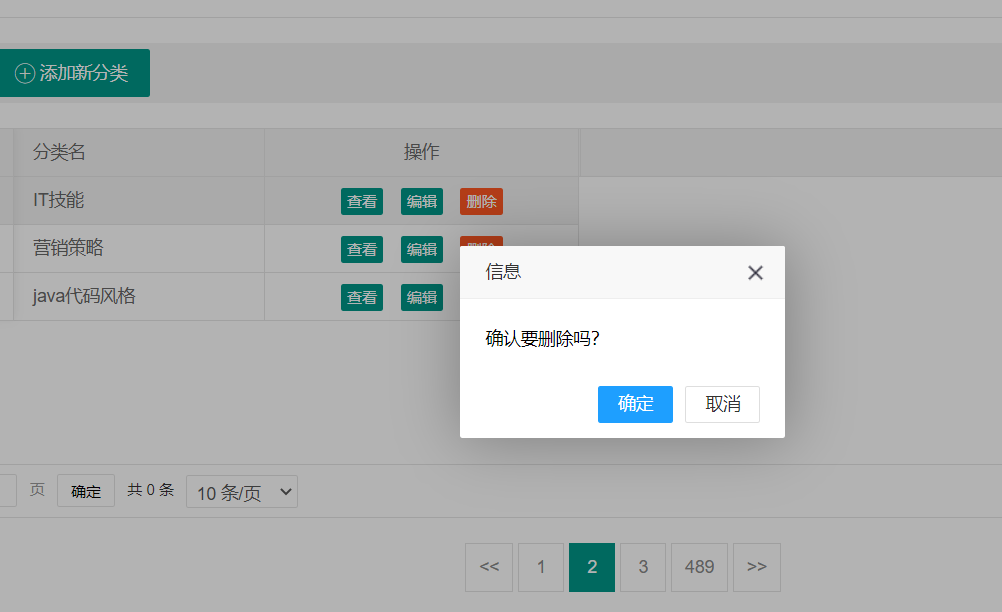 添加新分类
分类名 操作
IT技能 查看 编辑 删除
营销策略 查看 编辑
java代码风格 查看 编辑
信息
确认要删除吗?
确定 取消
页 确定 共 0 条 10 条/页
<< 1 2 3 489 >>